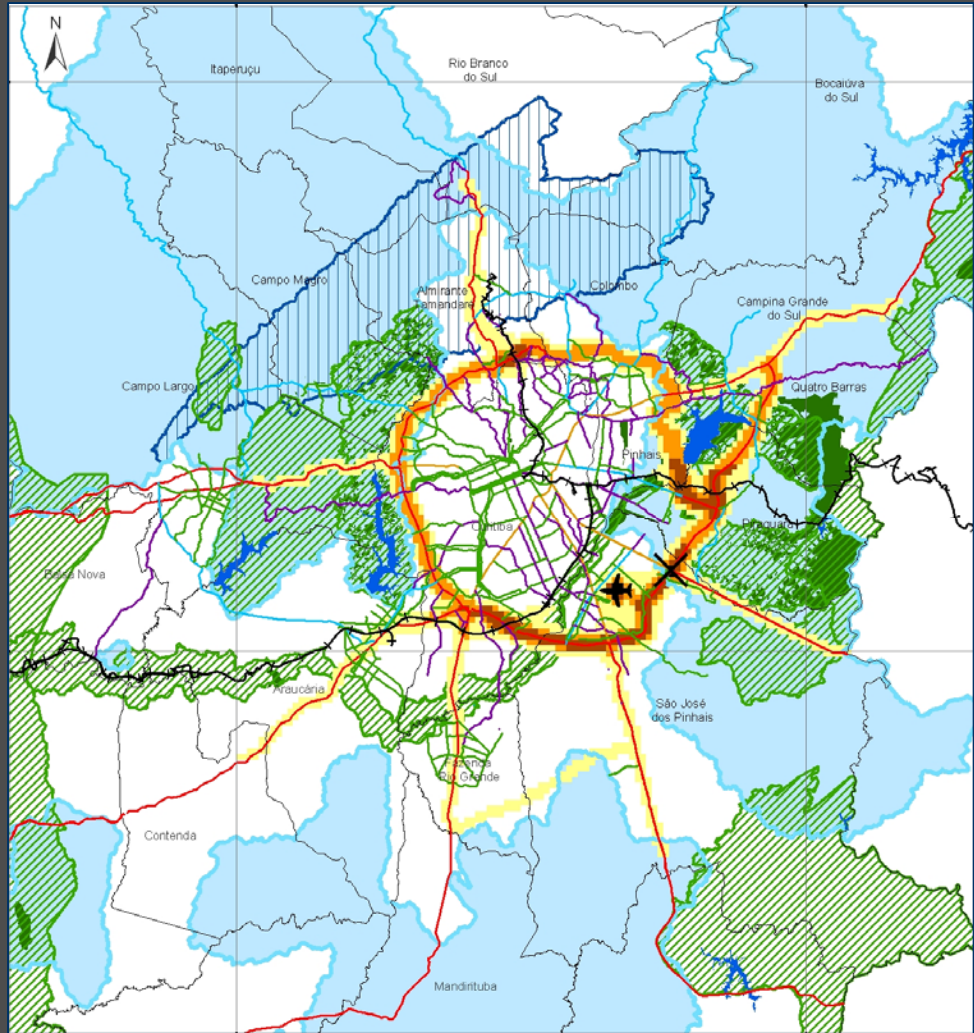 N
Itaperuçu
Rio Branco
do Sul
Bocaiúva
do Sul
Campo Magro
Almirante
Tamandaré
Colombo
Campina Grande
do Sul
Campo Largo
Quatro Barras
Pinhais
Curitiba
Piraquara
Balsa Nova
Araucária
São José
dos Pinhais
Fazenda
Rio Grande
Contenda
Mandirituba